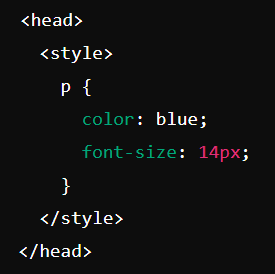 <head>
<style>
p {
color: blue;
font-size: 14px;
}
</style>
</head>